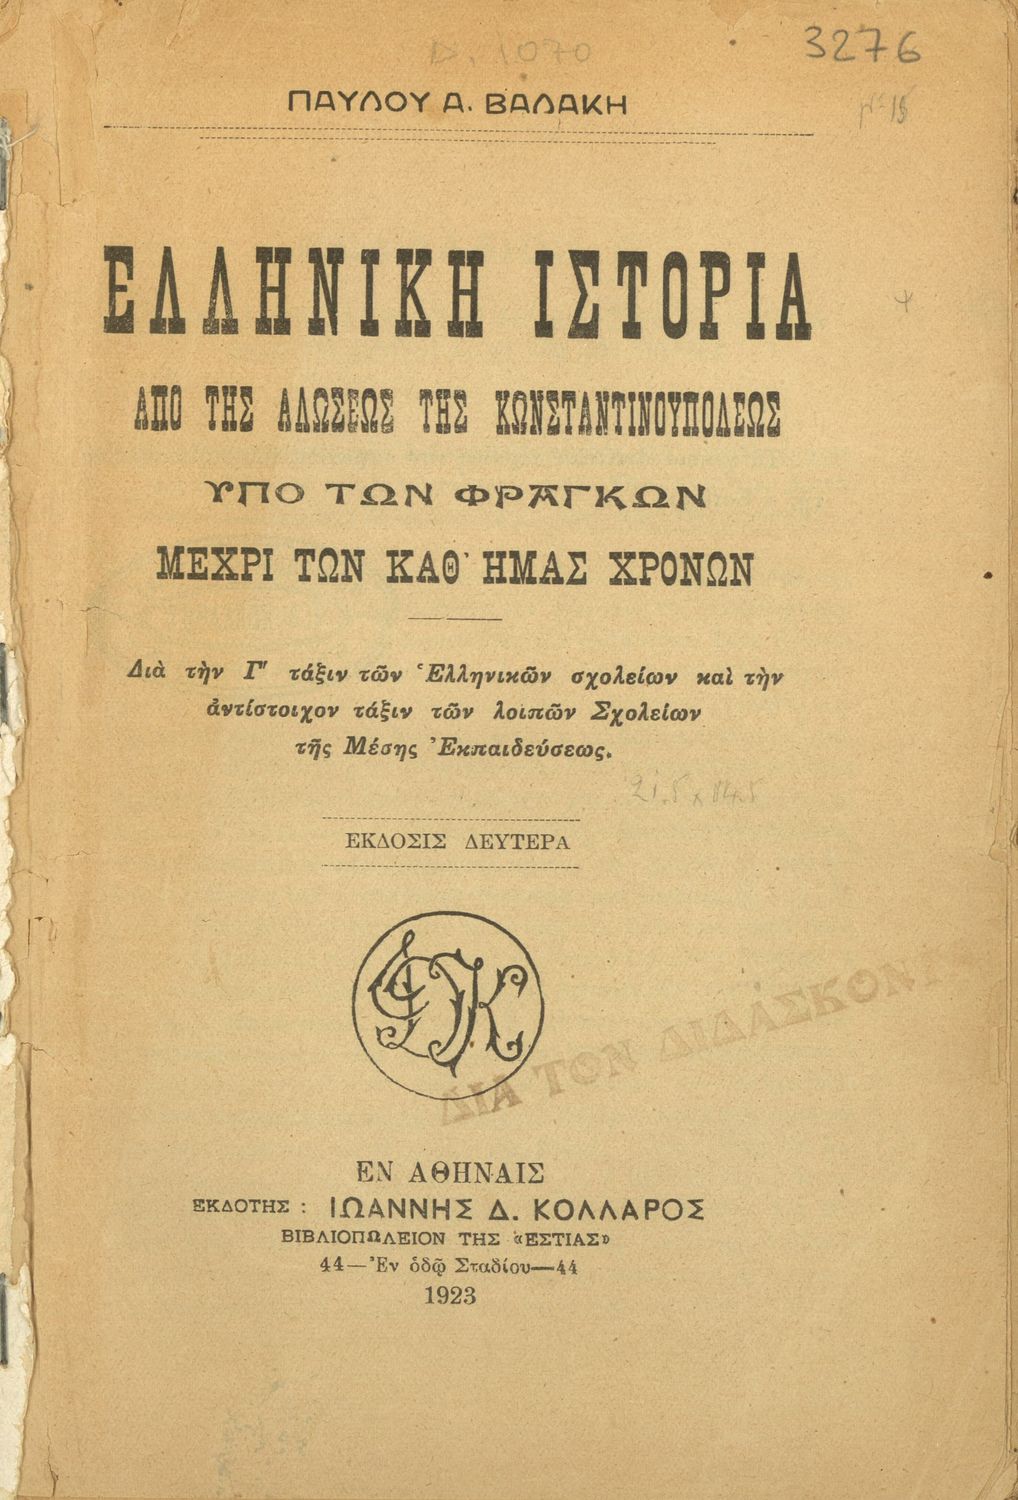 Δ. 1070
3276
ΠΑΥΛΟΥ Α. ΒΑΛΑΚΗ
ΕΛΛΗΝΙΚΗ ΙΣΤΟΡΙΑ
ΑΠΟ ΤΗΣ ΑΛΩΣΕΩΣ ΤΗΣ ΚΩΝΣΤΑΝΤΙΝΟΥΠΟΛΕΩΣ
ΥΠΟ ΤΩΝ ΦΡΑΓΚΩΝ
ΜΕΧΡΙ ΤΩΝ ΚΑΘ' ΗΜΑΣ ΧΡΟΝΩΝ
Διὰ τὴν Γ' τάξιν τῶν Ἑλληνικῶν σχολείων καὶ τὴν
ἀντίστοιχον τάξιν τῶν λοιπῶν Σχολείων
τῆς Μέσης Ἐκπαιδεύσεως.
ΕΚΔΟΣΙΣ ΔΕΥΤΕΡΑ
ΔΙΑ ΤΟΝ ΔΙΔΑΣΚΟΝΤ
ΕΝ ΑΘΗΝΑΙΣ
ΕΚΔΟΤΗΣ : ΙΩΑΝΝΗΣ Δ. ΚΟΛΛΑΡΟΣ
ΒΙΒΛΙΟΠΩΛΕΙΟΝ ΤΗΣ «ΕΣΤΙΑΣ»
44—Ἐν ὁδῷ Σταδίου—44
1923